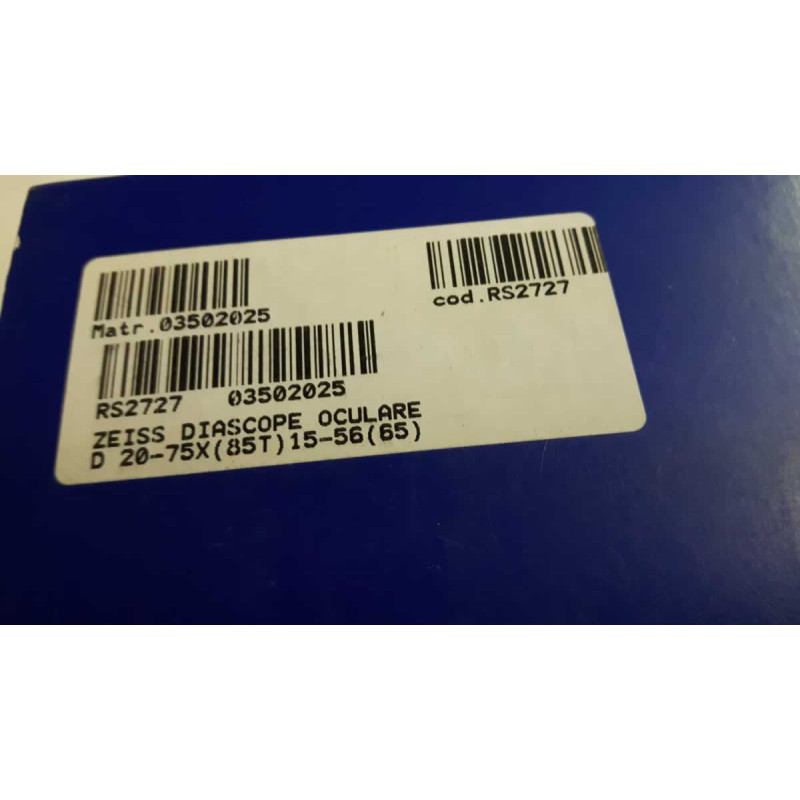 Matr.03502025
cod.RS2727
RS2727 03502025
ZEISS DIASCOPE OCULARE
D 20-75X(85T)15-56(65)